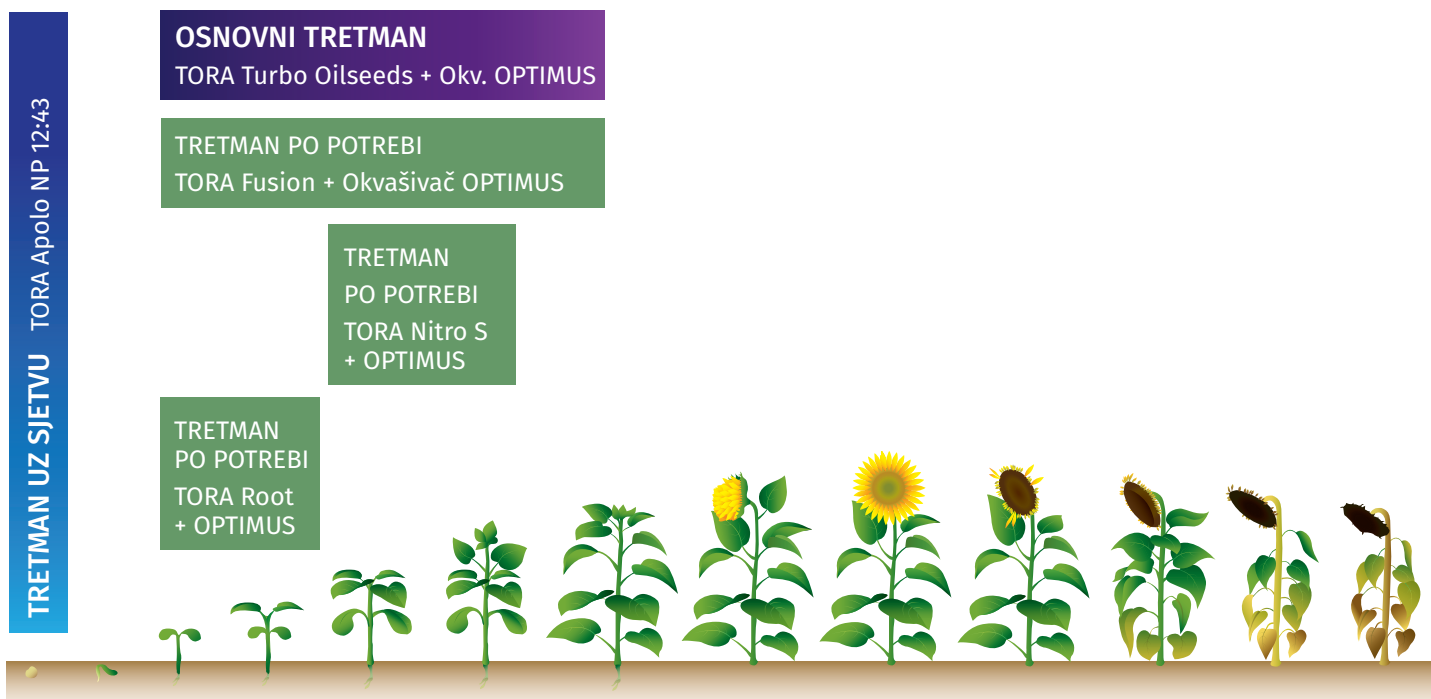 TRETMAN UZ SJETVU TORA Apolo NP 12:43
OSNOVNI TRETMAN
TORA Turbo Oilseeds + Okv. OPTIMUS
TRETMAN PO POTREBI
TORA Fusion + Okvašivač OPTIMUS
TRETMAN
PO POTREBI
TORA Nitro S
+ OPTIMUS
TRETMAN
PO POTREBI
TORA Root
+ OPTIMUS